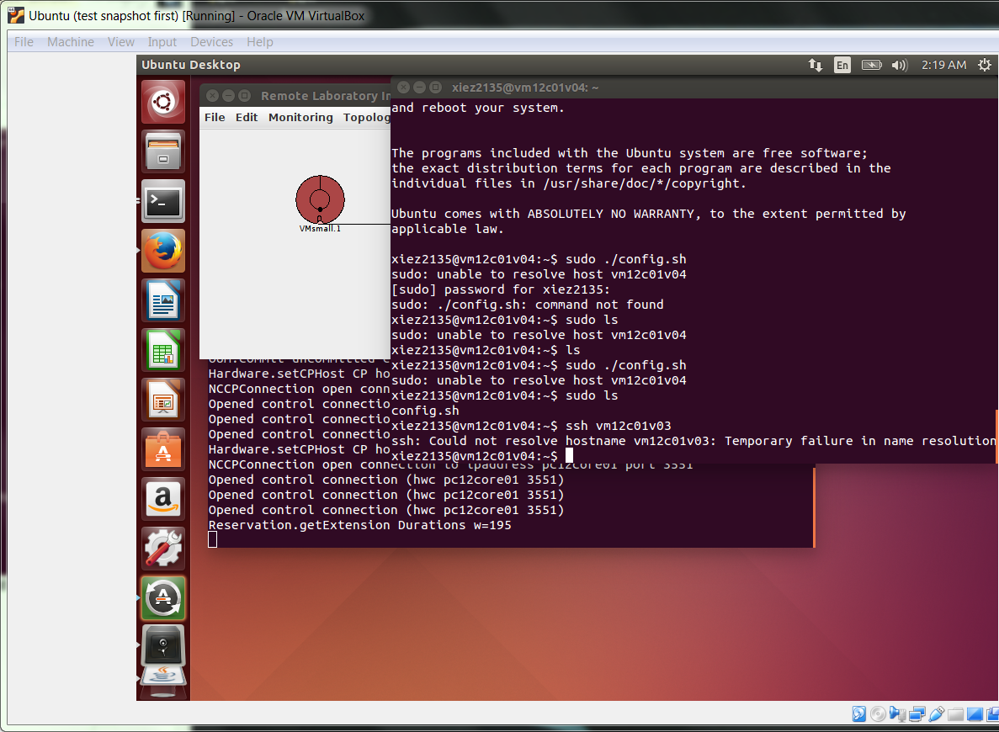 Ubuntu (test snapshot first) [Running] - Oracle VM VirtualBox
File Machine View Input Devices Help
Ubuntu Desktop
En
2:19 AM
Remote Laboratory In
File Edit Monitoring Topolog
VMsmall.1
xiez2135@vm12c01v04: ~
and reboot your system.
The programs included with the Ubuntu system are free software;
the exact distribution terms for each program are described in the
individual files in /usr/share/doc/*/copyright.
Ubuntu comes with ABSOLUTELY NO WARRANTY, to the extent permitted by
applicable law.
xiez2135@vm12c01v04:~$ sudo ./config.sh
sudo: unable to resolve host vm12c01v04
[sudo] password for xiez2135:
sudo: ./config.sh: command not found
xiez2135@vm12c01v04:~$ sudo ls
sudo: unable to resolve host vm12c01v04
xiez2135@vm12c01v04:~$ ls
xiez2135@vm12c01v04:~$ sudo ./config.sh
sudo: unable to resolve host vm12c01v04
xiez2135@vm12c01v04:~$ sudo ls
config.sh
xiez2135@vm12c01v04:~$ ssh vm12c01v03
ssh: Could not resolve hostname vm12c01v03: Temporary failure in name resolution
xiez2135@vm12c01v04:~$
Hardware.setCPHost CP ho
NCCPConnection open conn
Opened control connectio
Opened control connectio
Opened control connectio
Hardware.setCPHost CP ho
NCCPConnection open connection to ipaddress pc12core01 port 3551
Opened control connection (hwc pc12core01 3551)
Opened control connection (hwc pc12core01 3551)
Opened control connection (hwc pc12core01 3551)
Reservation.getExtension Durations w=195